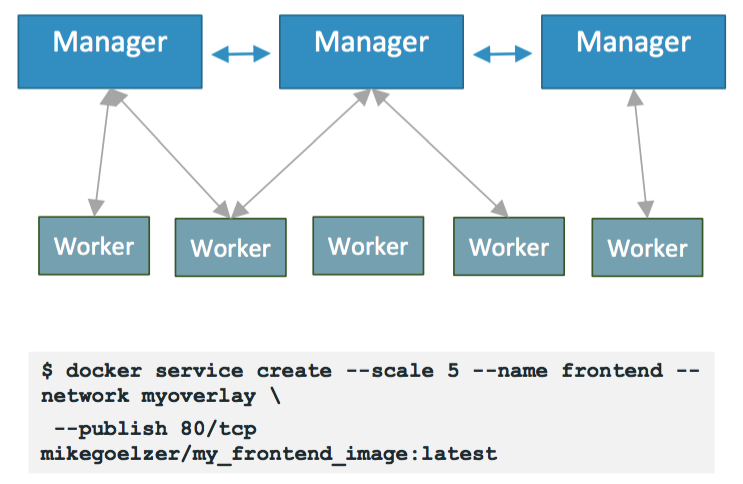 Manager
Manager
Manager
Worker
Worker
Worker
Worker
Worker
$ docker service create --scale 5 --name frontend --
network myoverlay \
--publish 80/tcp
mikegoelzer/my_frontend_image:latest